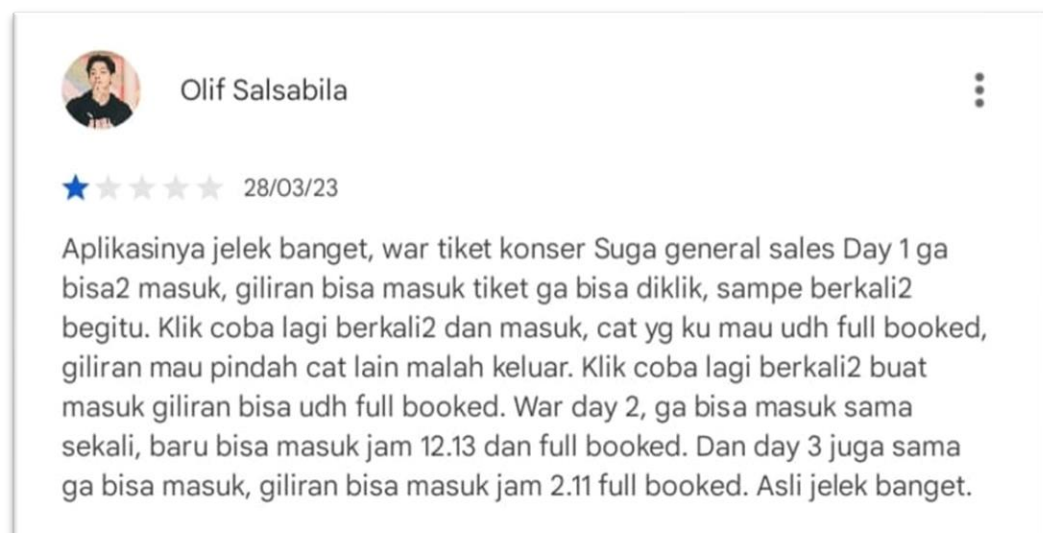 Olif Salsabila
28/03/23
Aplikasinya jelek banget, war tiket konser Suga general sales Day 1 ga
bisa2 masuk, giliran bisa masuk tiket ga bisa diklik, sampe berkali2
begitu. Klik coba lagi berkali2 dan masuk, cat yg ku mau udh full booked,
giliran mau pindah cat lain malah keluar. Klik coba lagi berkali2 buat
masuk giliran bisa udh full booked. War day 2, ga bisa masuk sama
sekali, baru bisa masuk jam 12.13 dan full booked. Dan day 3 juga sama
ga bisa masuk, giliran bisa masuk jam 2.11 full booked. Asli jelek banget.